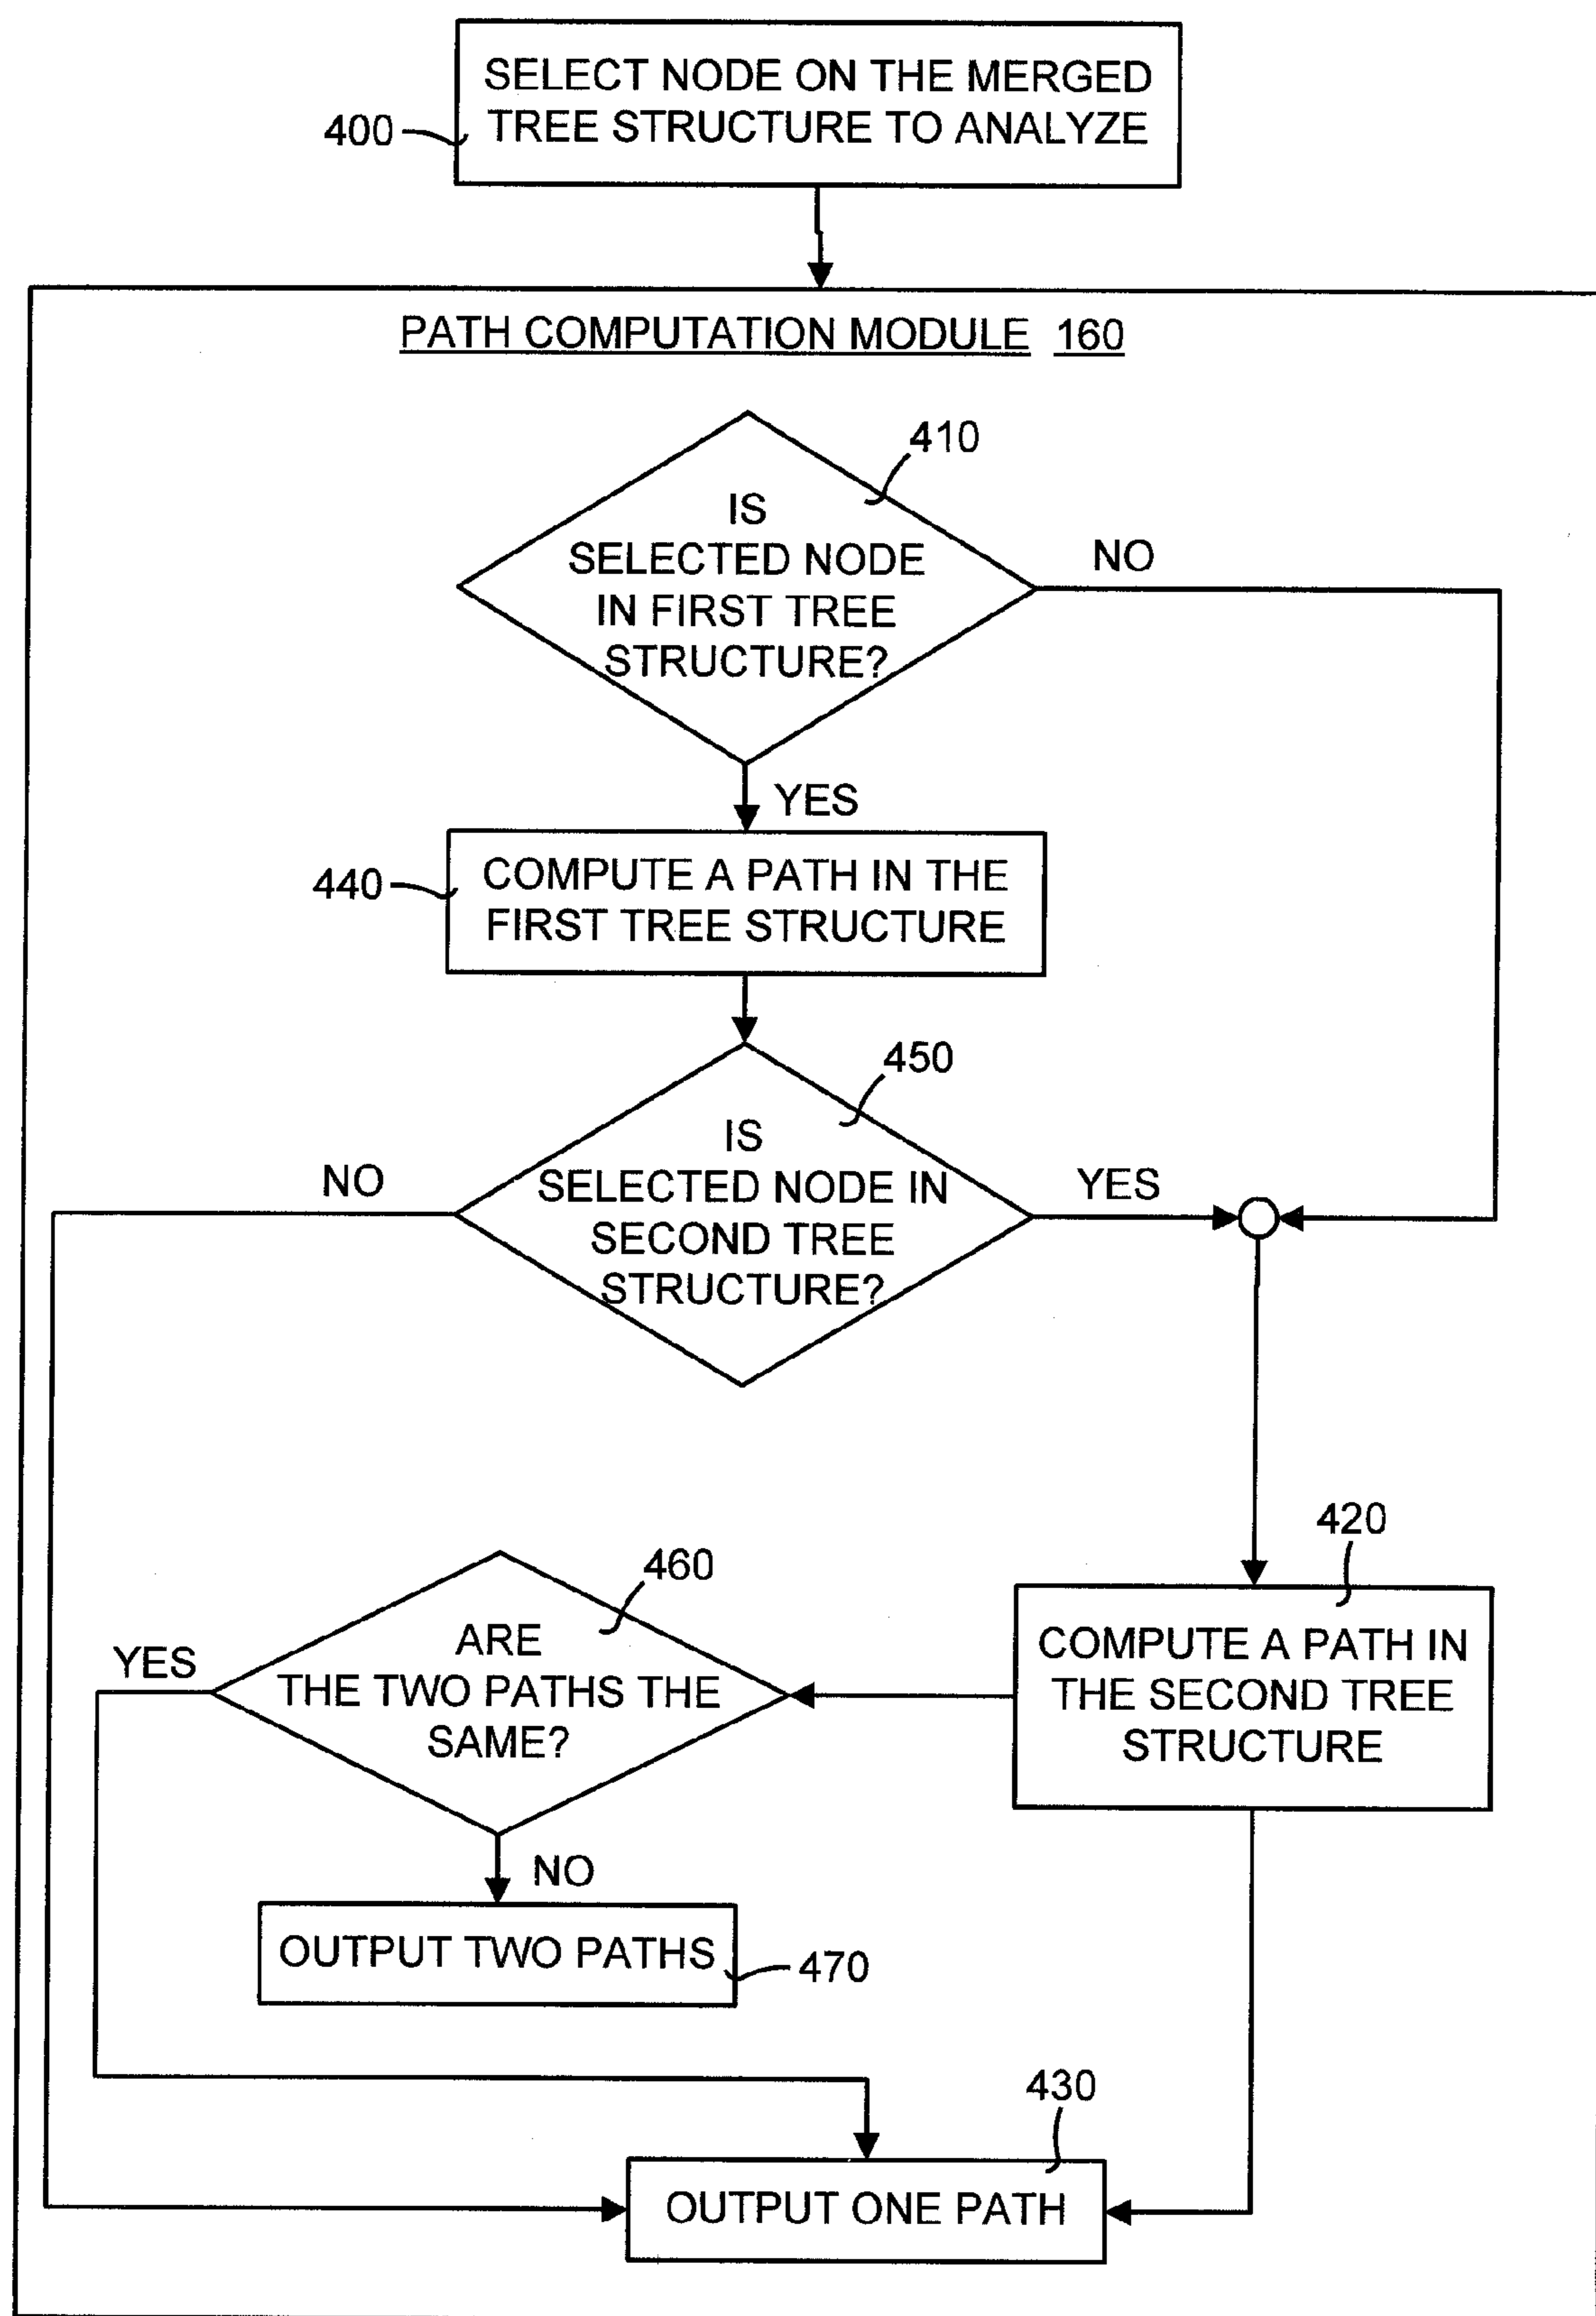 SELECT NODE ON THE MERGED
TREE STRUCTURE TO ANALYZE
400
PATH COMPUTATION MODULE 160
410
IS
SELECTED NODE
IN FIRST TREE
STRUCTURE?
NO
YES
440
COMPUTE A PATH IN THE
FIRST TREE STRUCTURE
450
IS
SELECTED NODE IN
SECOND TREE
STRUCTURE?
NO
YES
420
COMPUTE A PATH IN
THE SECOND TREE
STRUCTURE
460
ARE
THE TWO PATHS THE
SAME?
YES
NO
OUTPUT TWO PATHS
470
430
OUTPUT ONE PATH